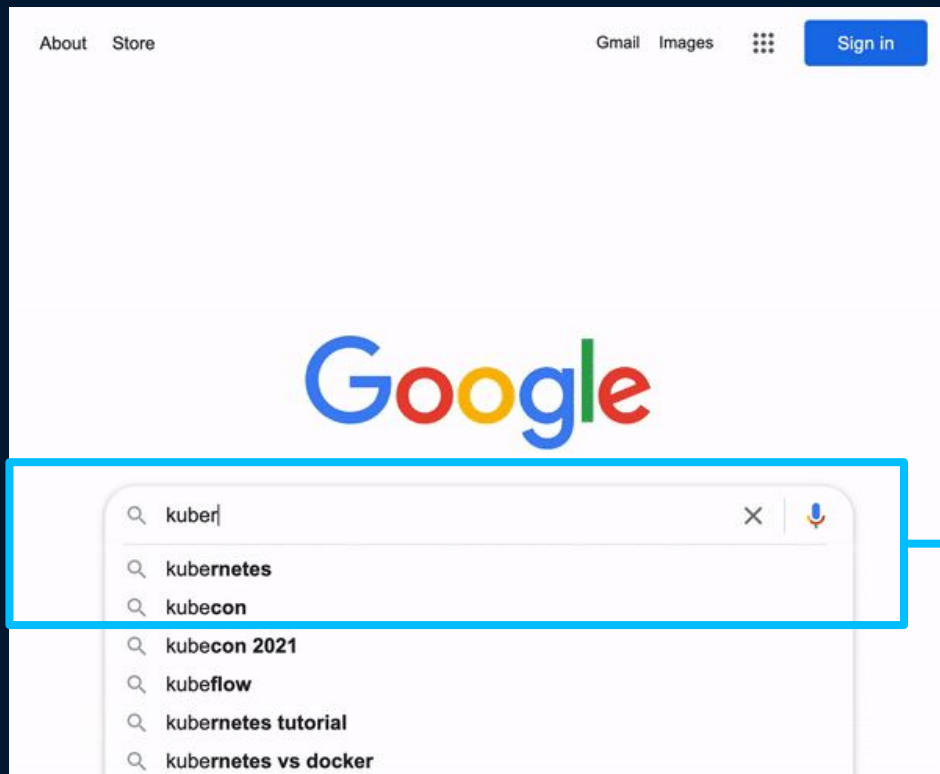 About Store Gmail Images Sign in
Google
kuber
kubernetes
kubecon
kubecon 2021
kubeflow
kubernetes tutorial
kubernetes vs docker